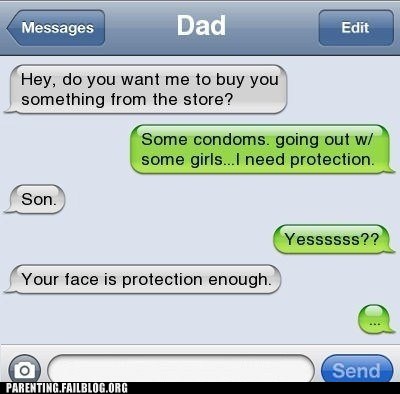 Messages
Dad
Edit
Hey, do you want me to buy you
something from the store?
Some condoms. going out w/
some girls...I need protection.
Son.
Yessssss??
Your face is protection enough.
...
Send
PARENTING.FAILBLOG.ORG